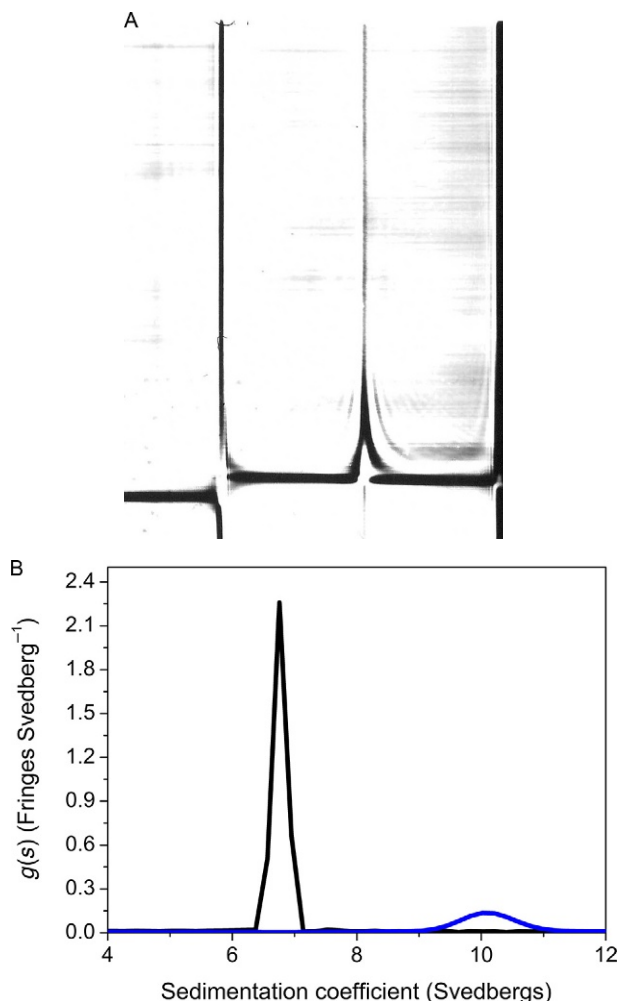 A
B
2.4
2.1
1.8
1.5
1.2
0.9
0.6
0.3
0.0
g(s) (Fringes Svedberg⁻¹)
4 6 8 10 12
Sedimentation coefficient (Svedbergs)